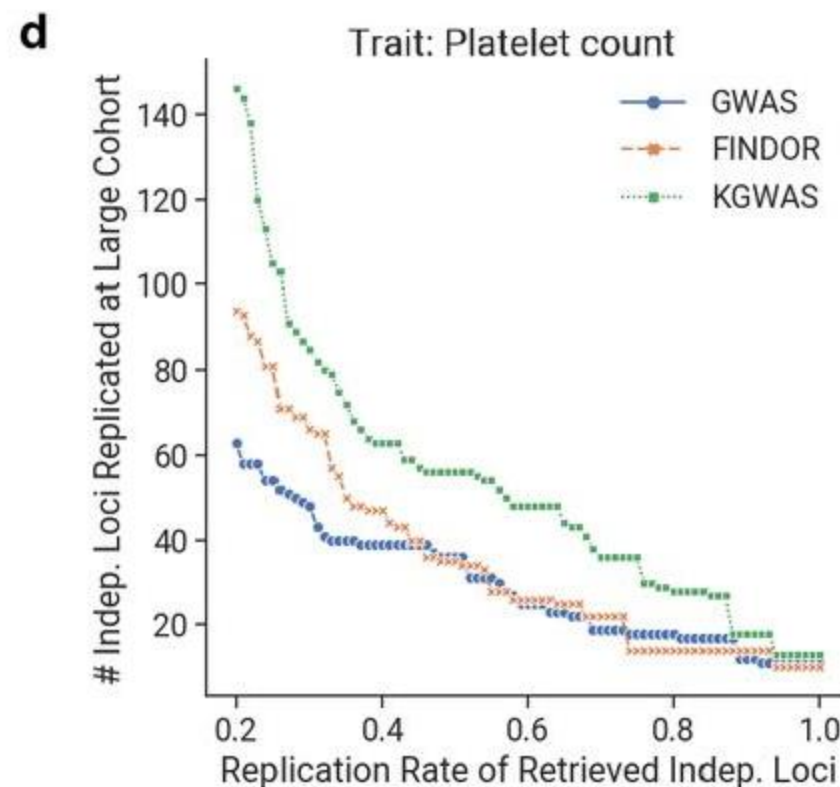 d
Trait: Platelet count
GWAS
FINDOR
KGWAS
# Indep. Loci Replicated at Large Cohort
140
120
100
80
60
40
20
0.2 0.4 0.6 0.8 1.0
Replication Rate of Retrieved Indep. Loci